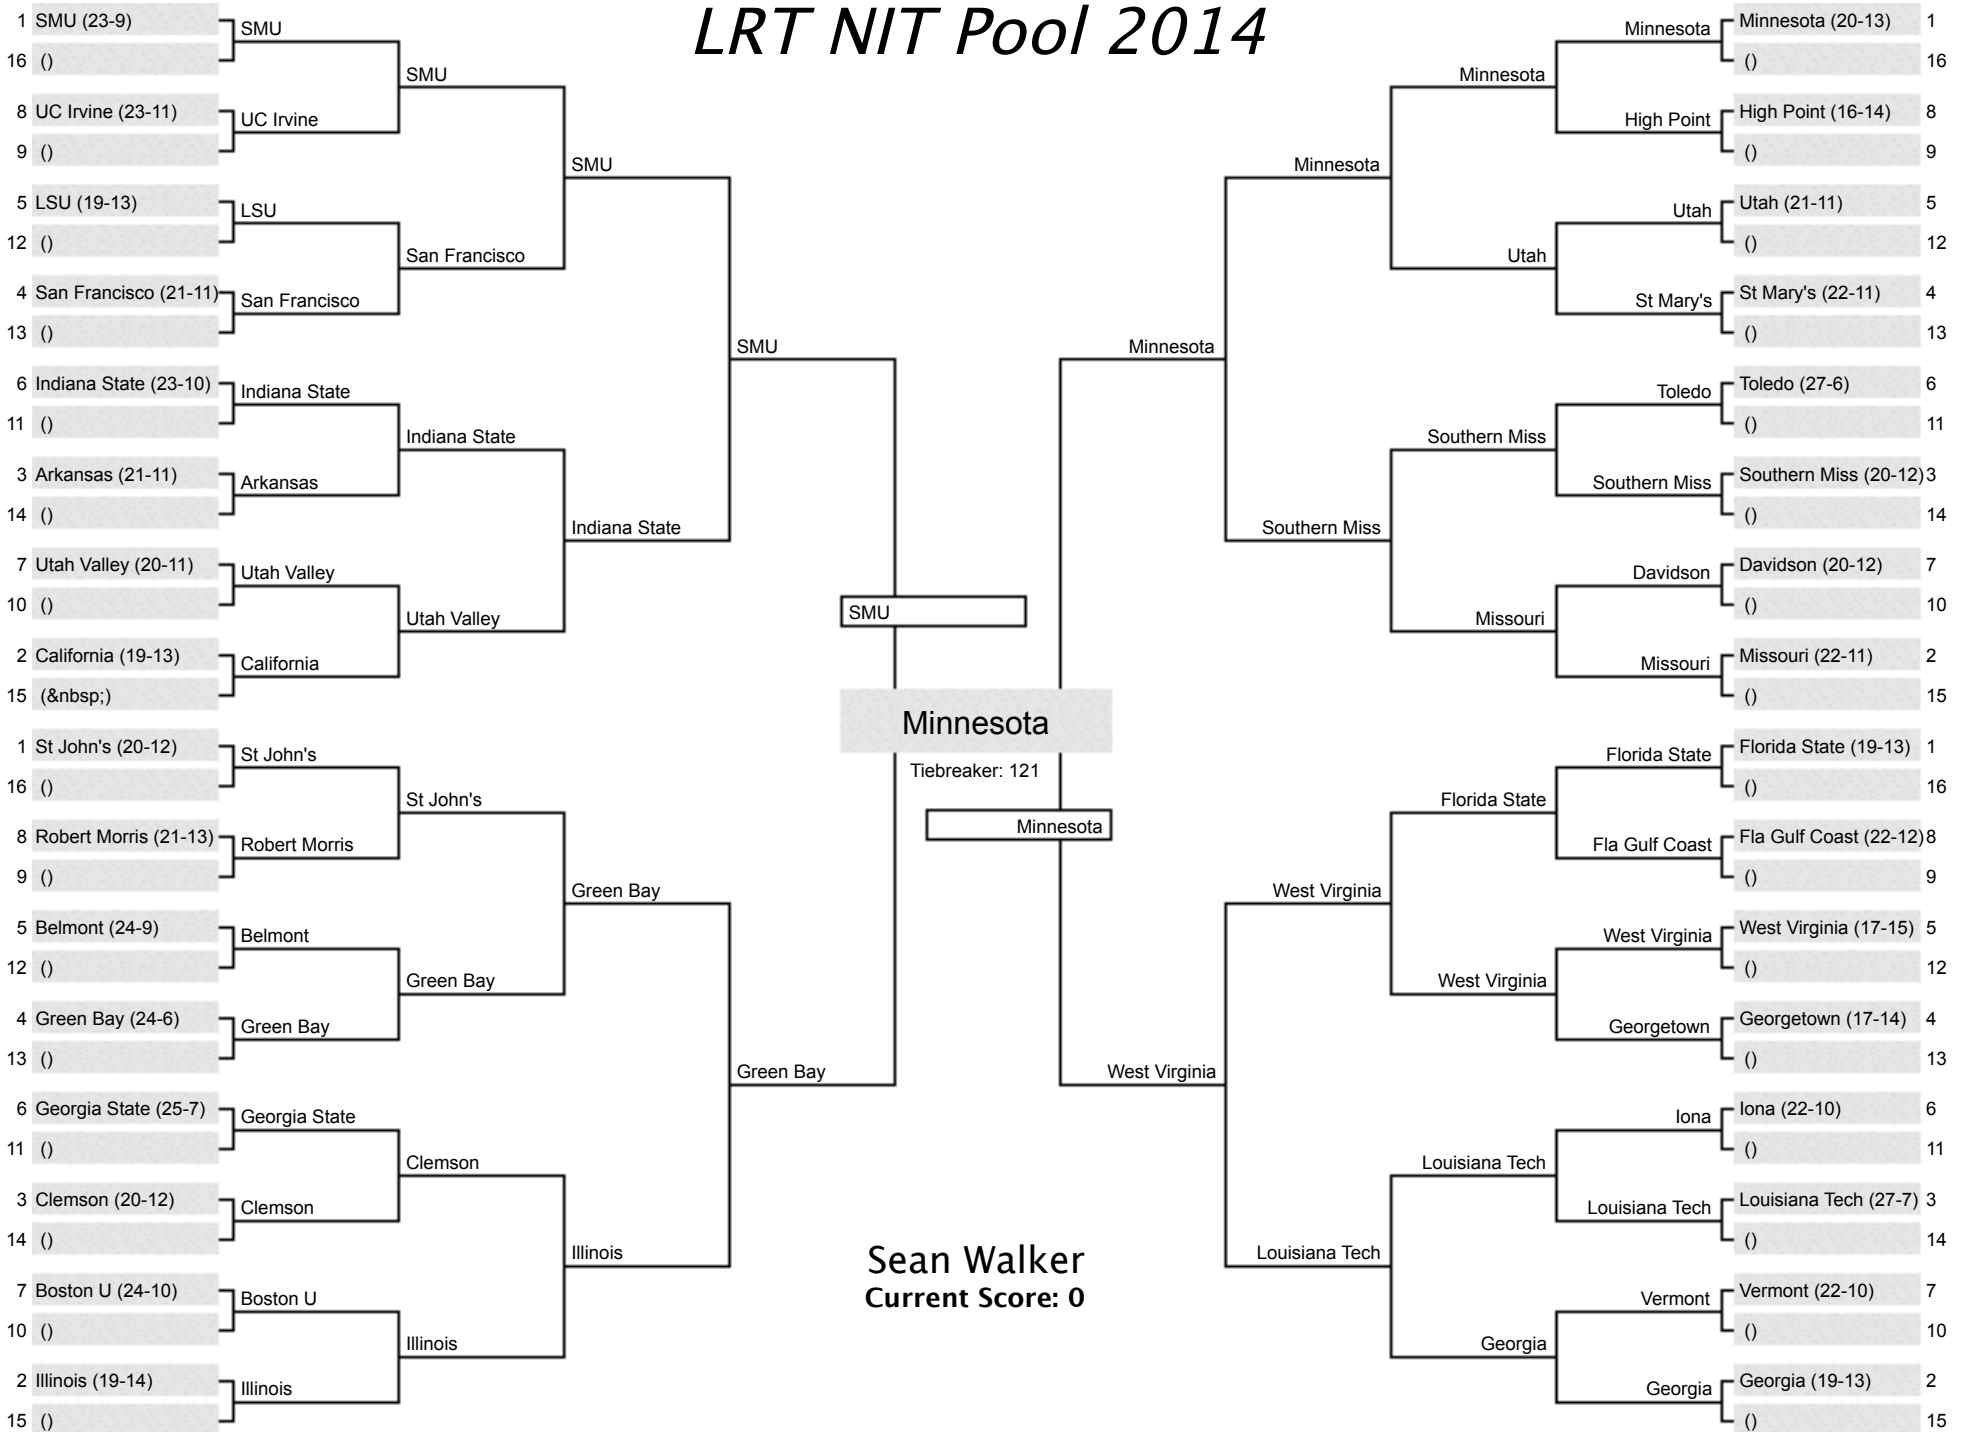 LRT NIT Pool 2014
1 SMU (23-9)
16 ()
8 UC Irvine (23-11)
9 ()
5 LSU (19-13)
12 ()
4 San Francisco (21-11)
13 ()
6 Indiana State (23-10)
11 ()
3 Arkansas (21-11)
14 ()
7 Utah Valley (20-11)
10 ()
2 California (19-13)
15 (&nbsp;)
1 St John's (20-12)
16 ()
8 Robert Morris (21-13)
9 ()
5 Belmont (24-9)
12 ()
4 Green Bay (24-6)
13 ()
6 Georgia State (25-7)
11 ()
3 Clemson (20-12)
14 ()
7 Boston U (24-10)
10 ()
2 Illinois (19-14)
15 ()
SMU
UC Irvine
LSU
San Francisco
Indiana State
Arkansas
Utah Valley
California
St John's
Robert Morris
Belmont
Green Bay
Georgia State
Clemson
Boston U
Illinois
SMU
San Francisco
Indiana State
Utah Valley
St John's
Green Bay
Clemson
Illinois
SMU
Indiana State
Green Bay
Illinois
SMU
Green Bay
SMU
Minnesota
Tiebreaker: 121
Minnesota
Sean Walker
Current Score: 0
Minnesota
West Virginia
Minnesota
Southern Miss
West Virginia
Louisiana Tech
Minnesota
Utah
Southern Miss
Missouri
Florida State
West Virginia
Louisiana Tech
Georgia
Minnesota
High Point
Utah
St Mary's
Toledo
Southern Miss
Davidson
Missouri
Florida State
Fla Gulf Coast
West Virginia
Georgetown
Iona
Louisiana Tech
Vermont
Georgia
Minnesota (20-13) 1
() 16
High Point (16-14) 8
() 9
Utah (21-11) 5
() 12
St Mary's (22-11) 4
() 13
Toledo (27-6) 6
() 11
Southern Miss (20-12) 3
() 14
Davidson (20-12) 7
() 10
Missouri (22-11) 2
() 15
Florida State (19-13) 1
() 16
Fla Gulf Coast (22-12) 8
() 9
West Virginia (17-15) 5
() 12
Georgetown (17-14) 4
() 13
Iona (22-10) 6
() 11
Louisiana Tech (27-7) 3
() 14
Vermont (22-10) 7
() 10
Georgia (19-13) 2
() 15